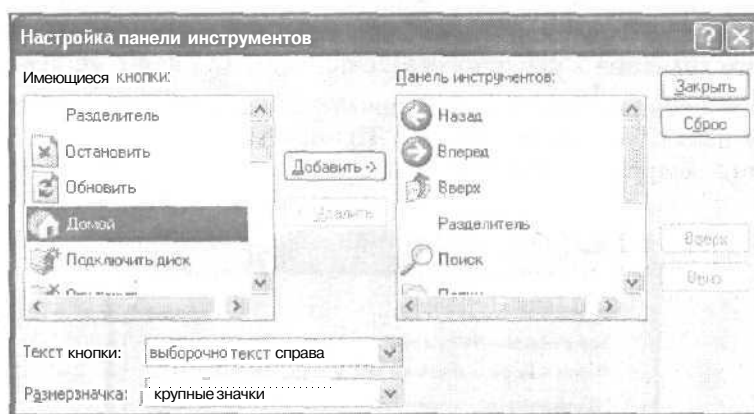 Настройка панели инструментов
Имеющиеся кнопки:
Панель инструментов:
Разделитель
Остановить
Обновить
Домой
Подключить диск
Добавить ->
Удалить
Назад
Вперед
Вверх
Разделитель
Поиск
Папки
Закрыть
Сброс
Вверх
Вниз
Текст кнопки: выборочно текст справа
Размер значка: крупные значки